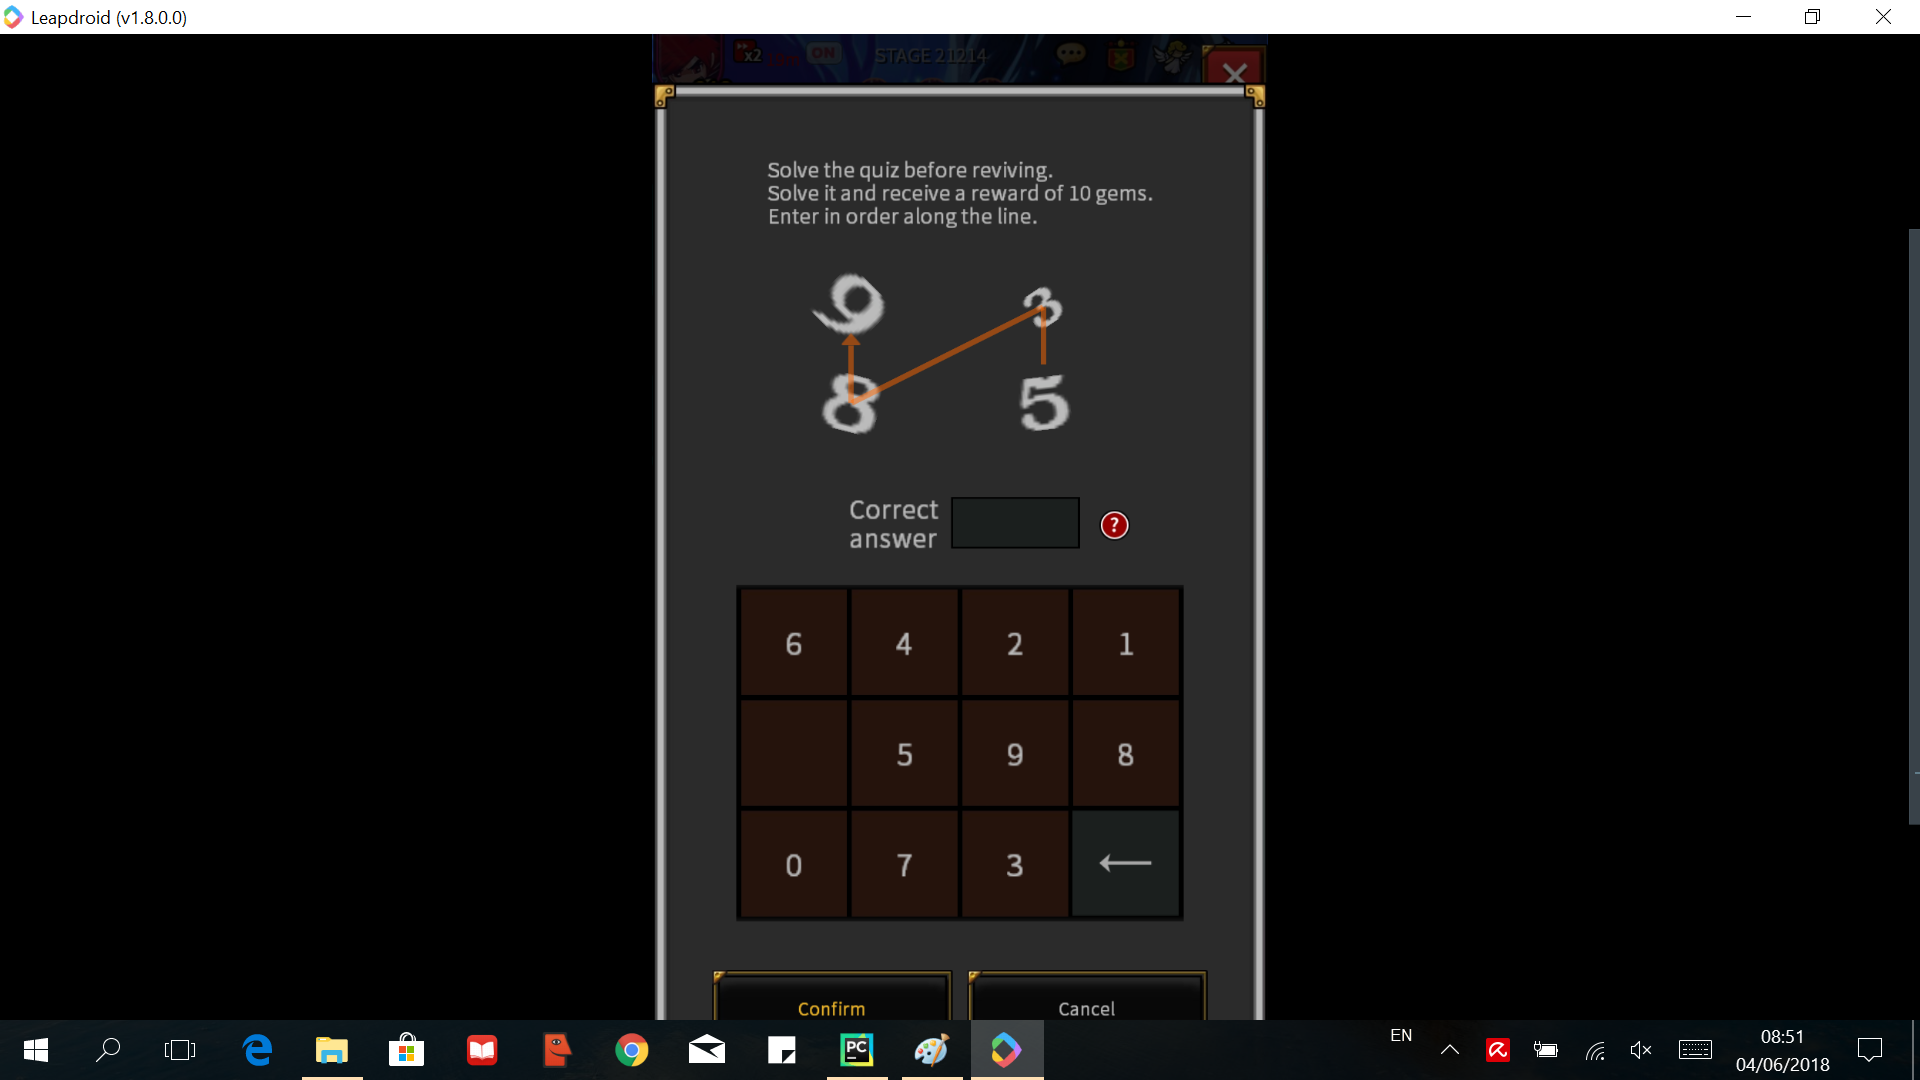 Leapdroid (v1.8.0.0)
x2
ON
STAGE 21214
Solve the quiz before reviving.
Solve it and receive a reward of 10 gems.
Enter in order along the line.
9 3
8 5
Correct
answer
?
6 4 2 1
5 9 8
0 7 3
Confirm Cancel
PC
EN
08:51
04/06/2018